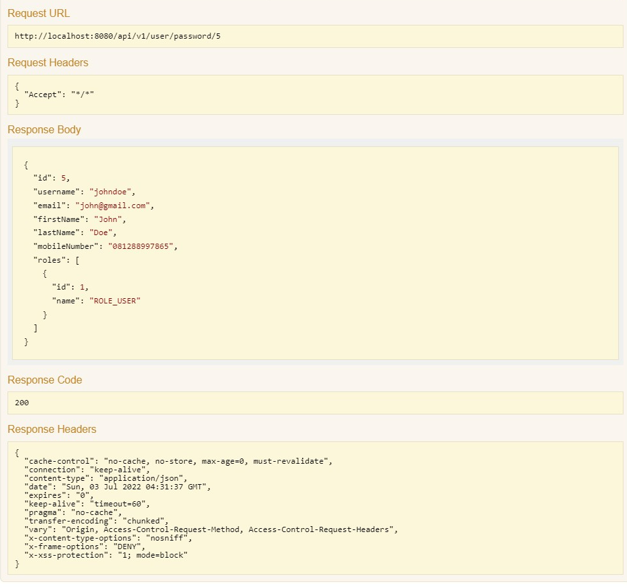 Request URL
http://localhost:8080/api/v1/user/password/5
Request Headers
{
  "Accept": "*/*"
}
Response Body
{
  "id": 5,
  "username": "johndoe",
  "email": "john@gmail.com",
  "firstName": "John",
  "lastName": "Doe",
  "mobileNumber": "081288997865",
  "roles": [
    {
      "id": 1,
      "name": "ROLE_USER"
    }
  ]
}
Response Code
200
Response Headers
{
  "cache-control": "no-cache, no-store, max-age=0, must-revalidate",
  "connection": "keep-alive",
  "content-type": "application/json",
  "date": "Sun, 03 Jul 2022 04:31:37 GMT",
  "expires": "0",
  "keep-alive": "timeout=60",
  "pragma": "no-cache",
  "transfer-encoding": "chunked",
  "vary": "Origin, Access-Control-Request-Method, Access-Control-Request-Headers",
  "x-content-type-options": "nosniff",
  "x-frame-options": "DENY",
  "x-xss-protection": "1; mode=block"
}